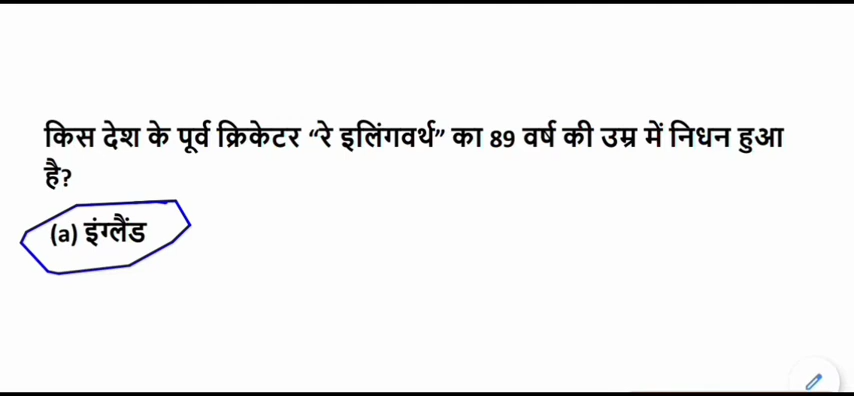 किस देश के पूर्व क्रिकेटर “रे इलिंगवर्थ” का 89 वर्ष की उम्र में निधन हुआ
है?
(a) इंग्लैंड